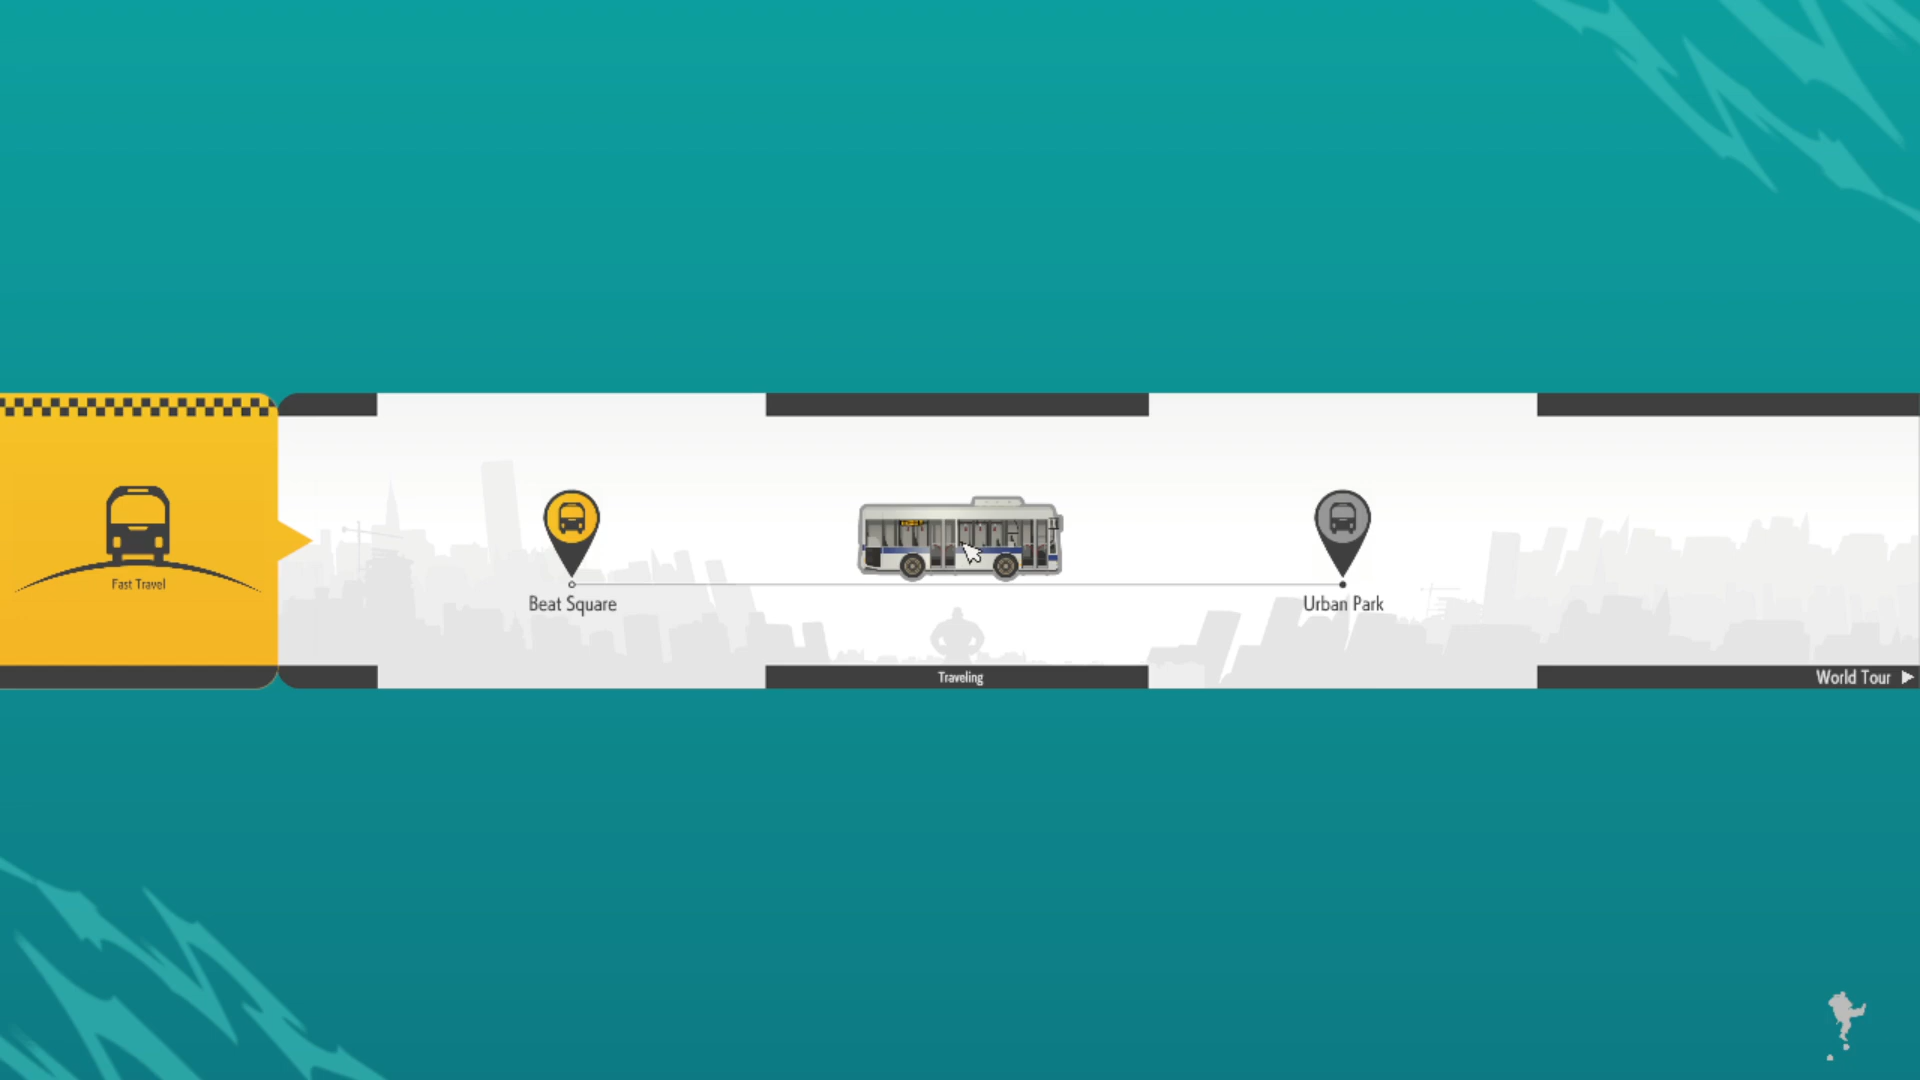 Fast Travel
Beat Square
Urban Park
Traveling
World Tour